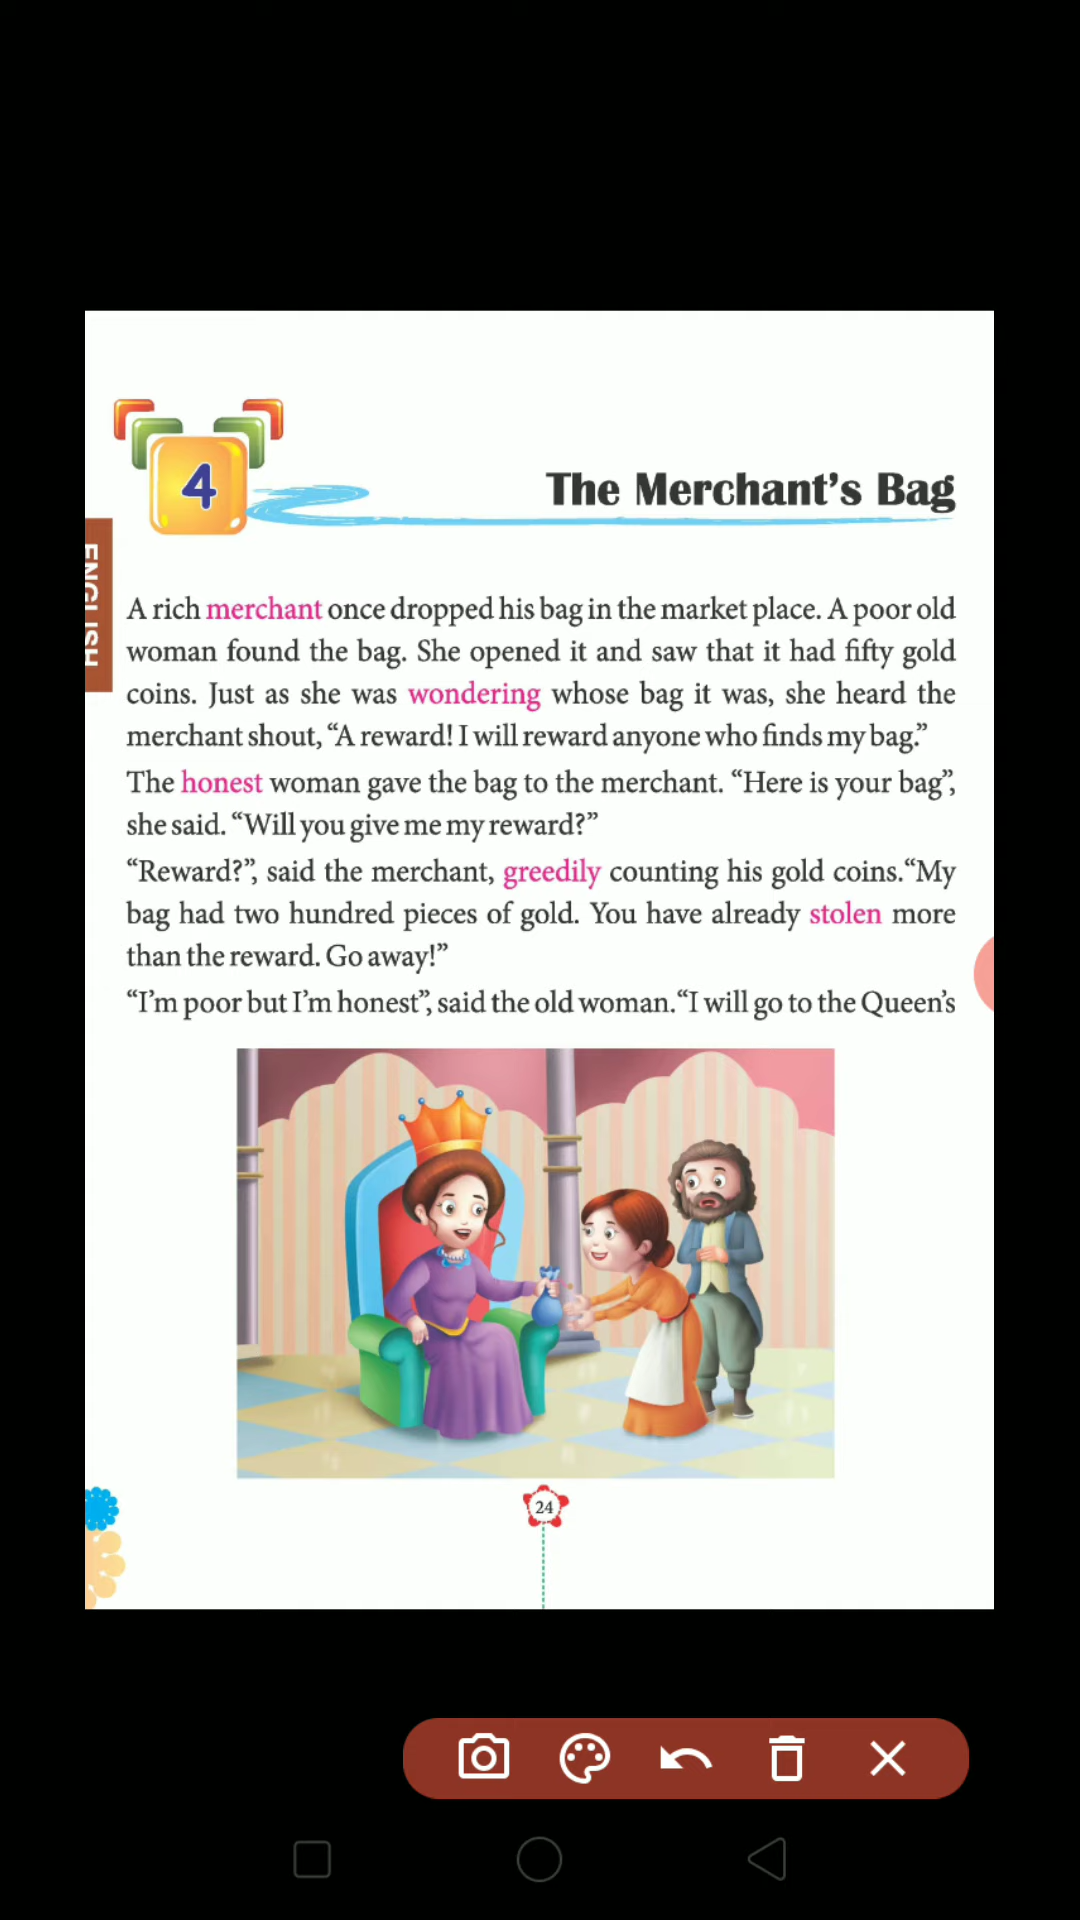 4
The Merchant's Bag
ENGLISH
A rich merchant once dropped his bag in the market place. A poor old
woman found the bag. She opened it and saw that it had fifty gold
coins. Just as she was wondering whose bag it was, she heard the
merchant shout, “A reward! I will reward anyone who finds my bag.”
The honest woman gave the bag to the merchant. “Here is your bag”,
she said. “Will you give me my reward?”
“Reward?”, said the merchant, greedily counting his gold coins.“My
bag had two hundred pieces of gold. You have already stolen more
than the reward. Go away!”
“I’m poor but I’m honest”, said the old woman.“I will go to the Queen’s
24